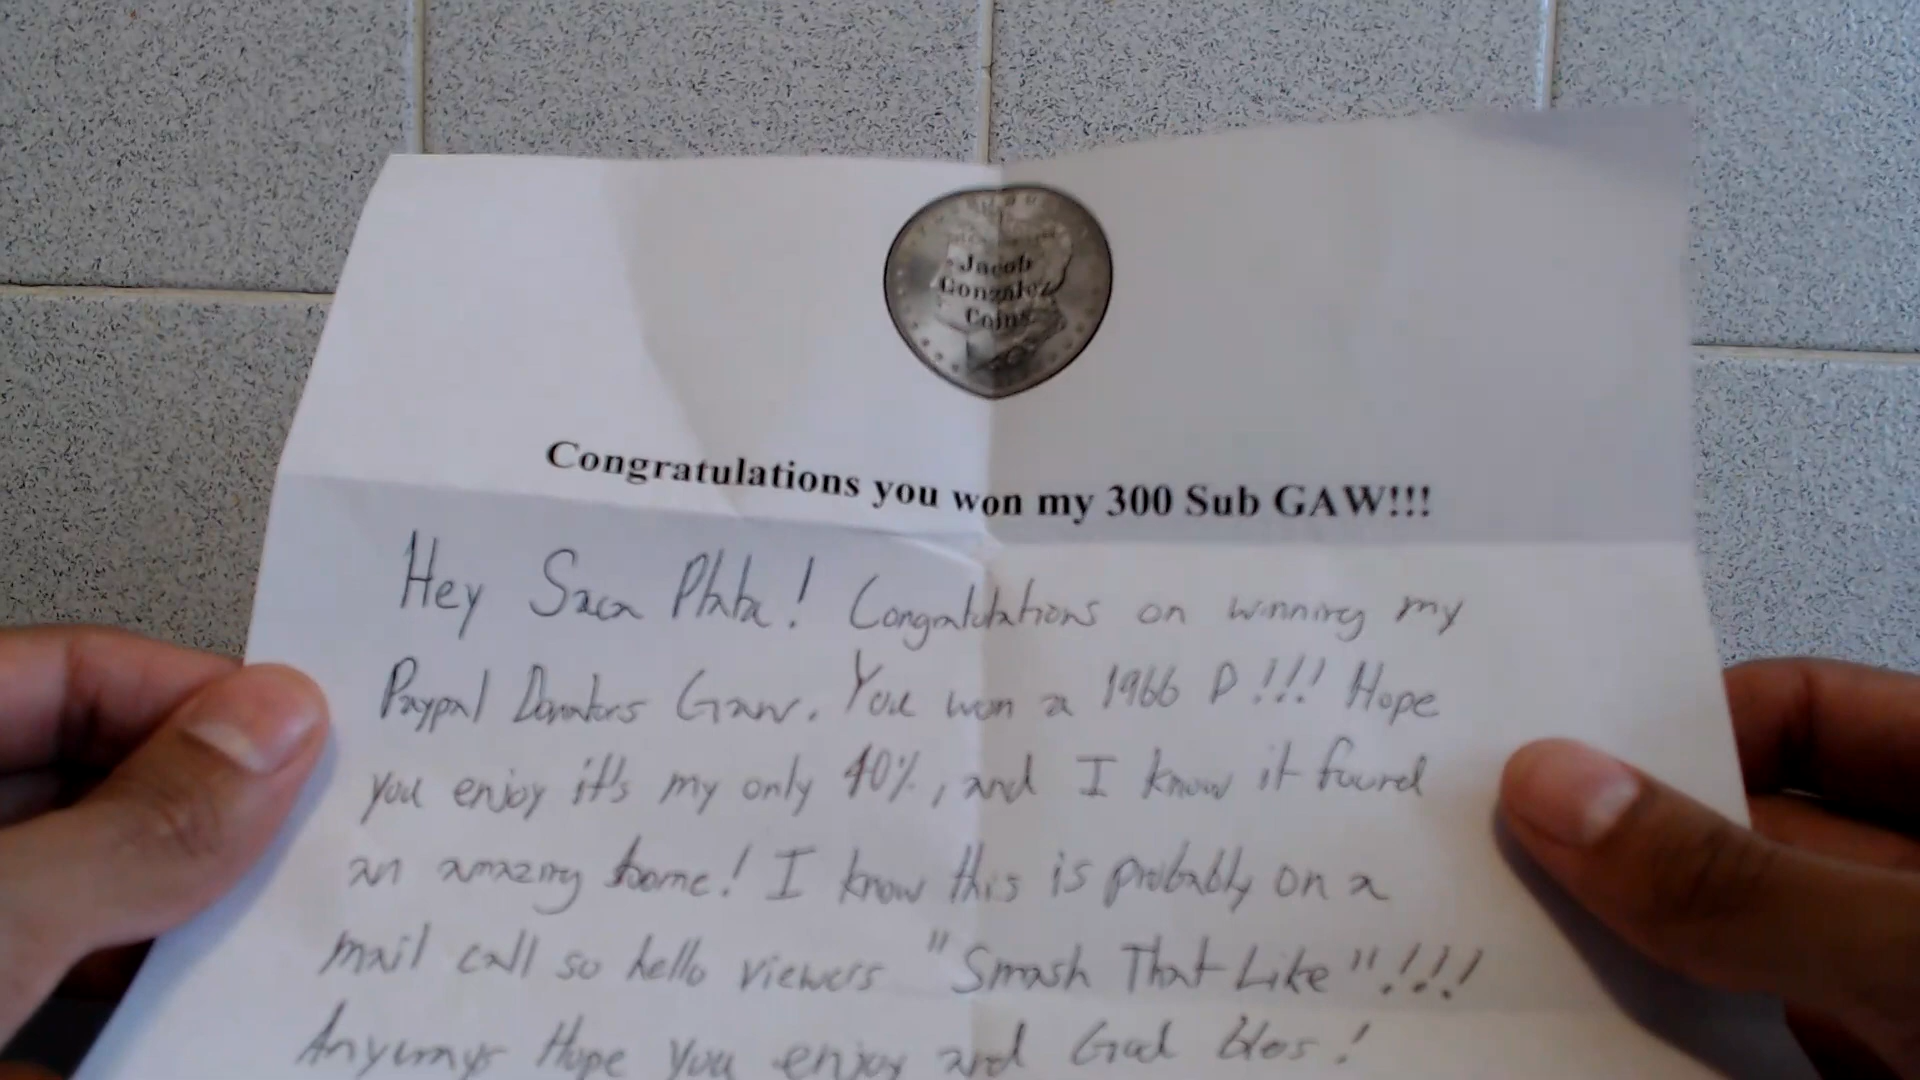 Jacob
Gonzalez
Coins
Congratulations you won my 300 Sub GAW!!!
Hey Saca Plata! Congratulations on winning my
Paypal Donators Gaw. You won a 1966 P!!! Hope
you enjoy it's my only 40%, and I know it found
an amazing home! I know this is probably on a
mail call so hello viewers "Smash That Like"!!!
Anyways Hope you enjoy and God bles!